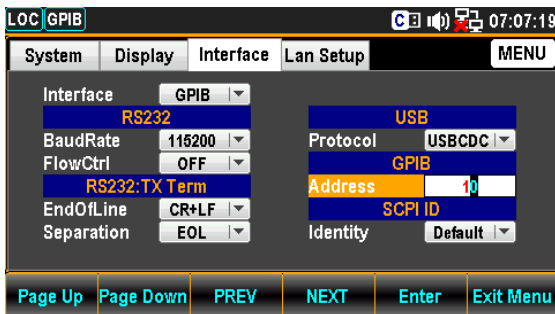 LOC GPIB C 07:07:19
System Display Interface Lan Setup MENU
Interface GPIB
RS232 USB
BaudRate 115200 Protocol USBCDC
FlowCtrl OFF GPIB
RS232:TX Term Address 10
EndOfLine CR+LF SCPI ID
Separation EOL Identity Default
Page Up Page Down PREV NEXT Enter Exit Menu